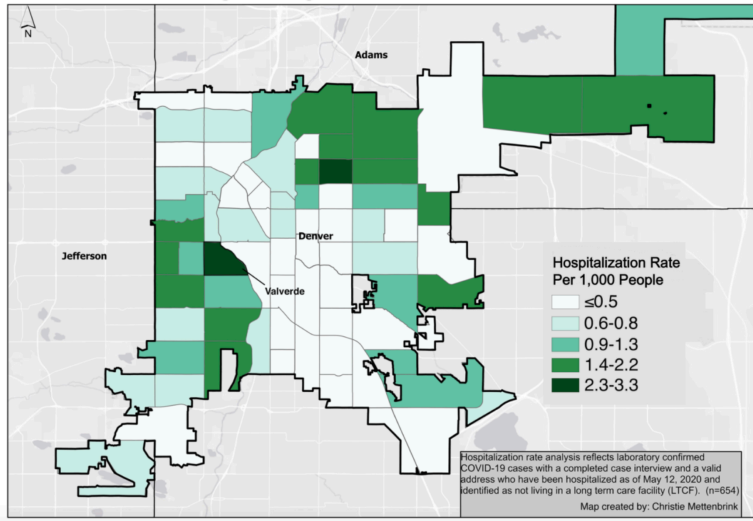 N
Adams
Jefferson
Denver
Valverde
Hospitalization Rate
Per 1,000 People
≤0.5
0.6-0.8
0.9-1.3
1.4-2.2
2.3-3.3
Hospitalization rate analysis reflects laboratory confirmed
COVID-19 cases with a completed case interview and a valid
address who have been hospitalized as of May 12, 2020 and
identified as not living in a long term care facility (LTCF). (n=654)
Map created by: Christie Mettenbrink